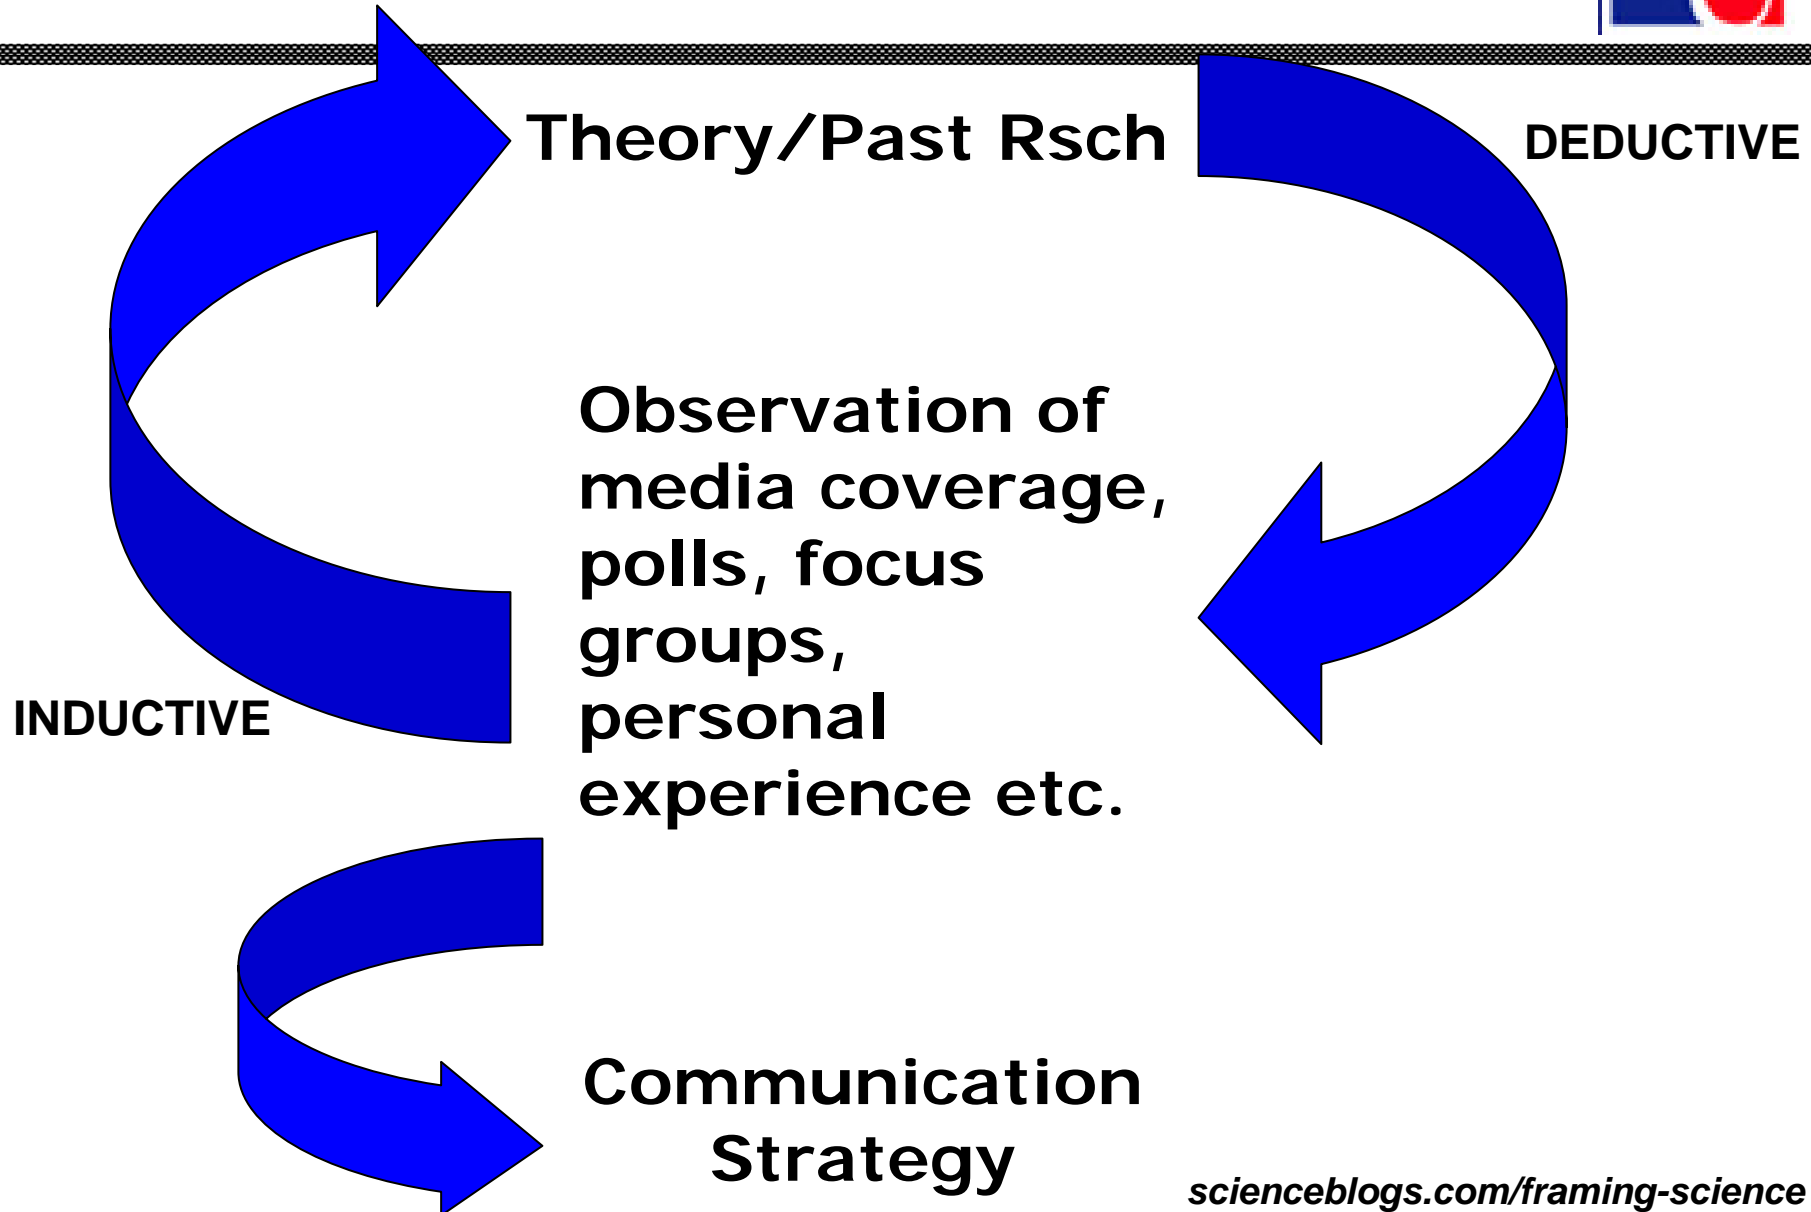 Theory/Past Rsch
DEDUCTIVE
Observation of
media coverage,
polls, focus
groups,
personal
experience etc.
INDUCTIVE
Communication
Strategy
scienceblogs.com/framing-science